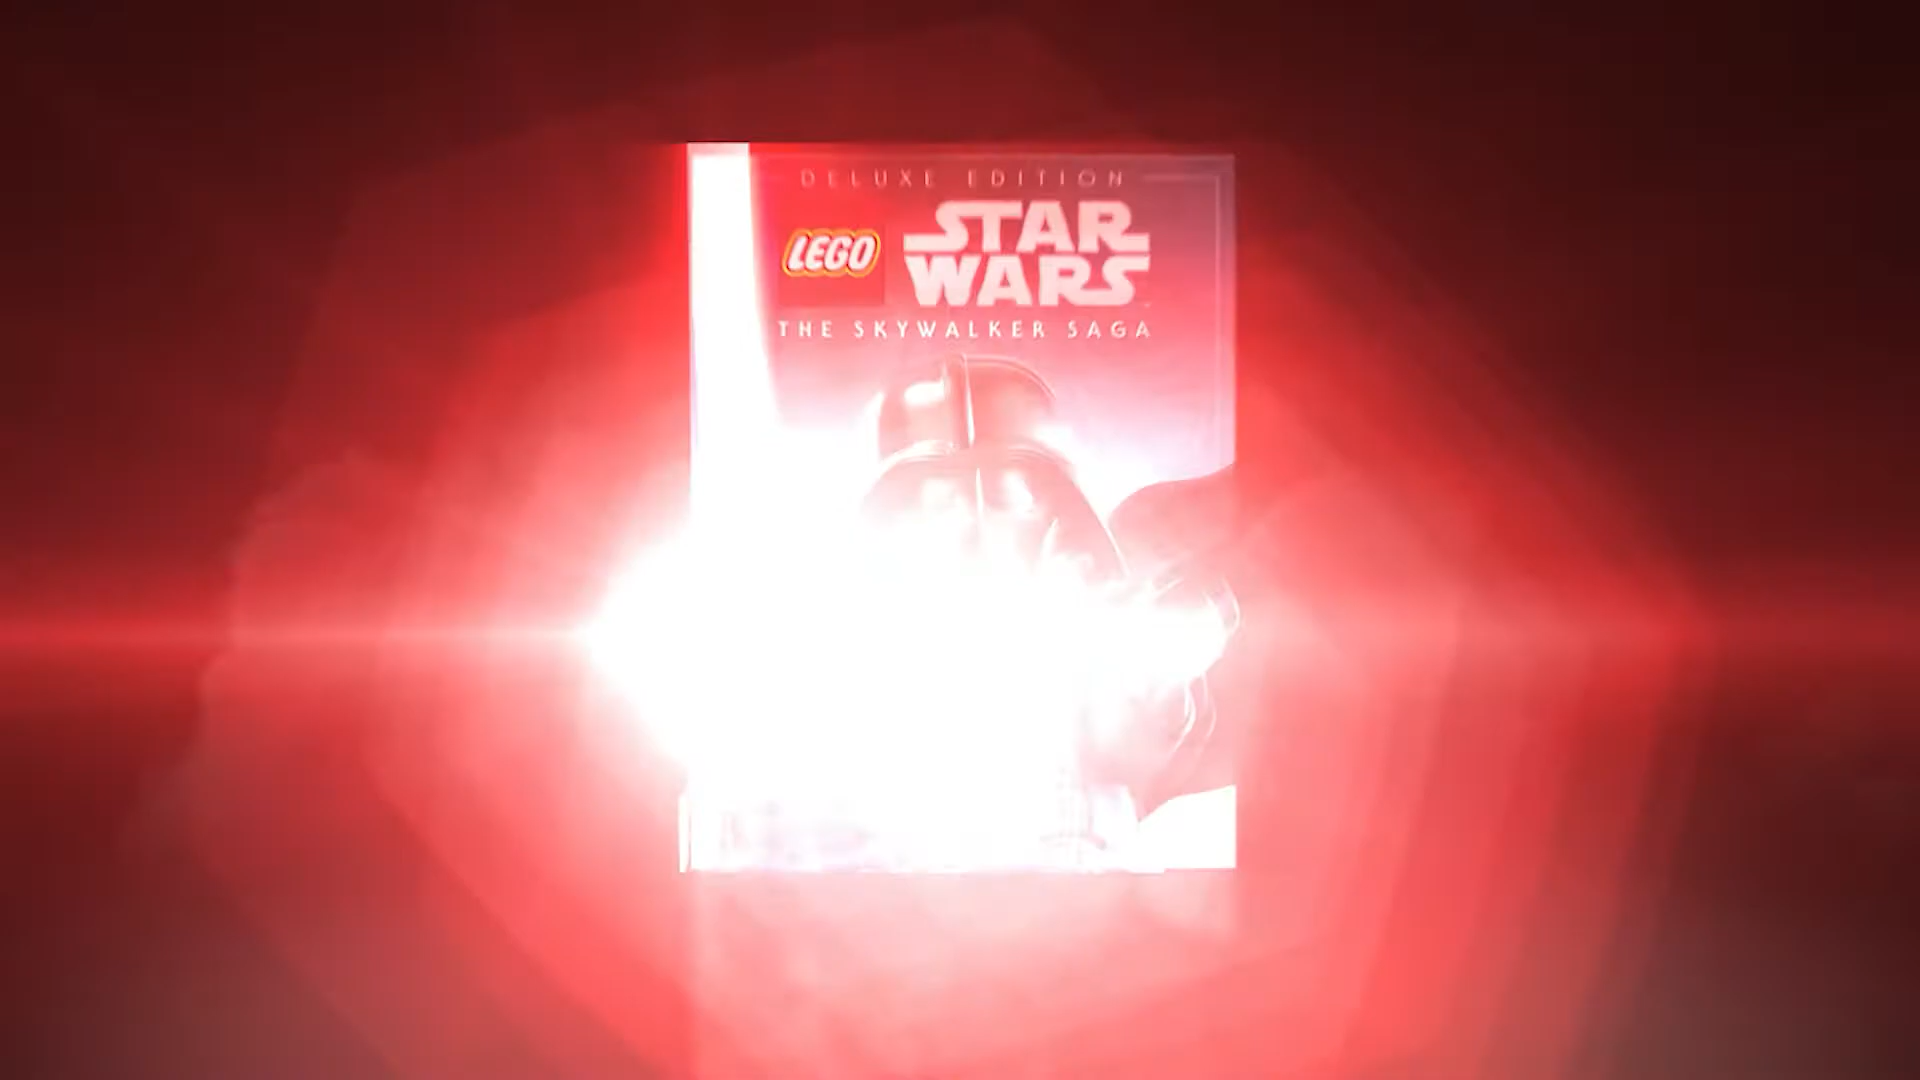 DELUXE EDITION
LEGO
STAR
WARS
THE SKYWALKER SAGA